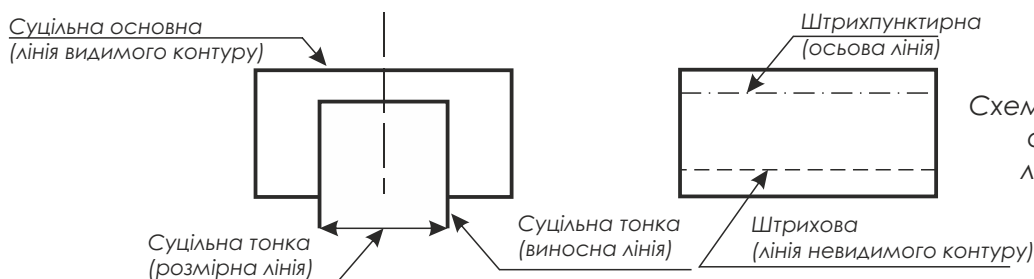 Суцільна основна
(лінія видимого контуру)
Штрихпунктирна
(осьова лінія)
Суцільна тонка
(розмірна лінія)
Суцільна тонка
(виносна лінія)
Штрихова
(лінія невидимого контуру)